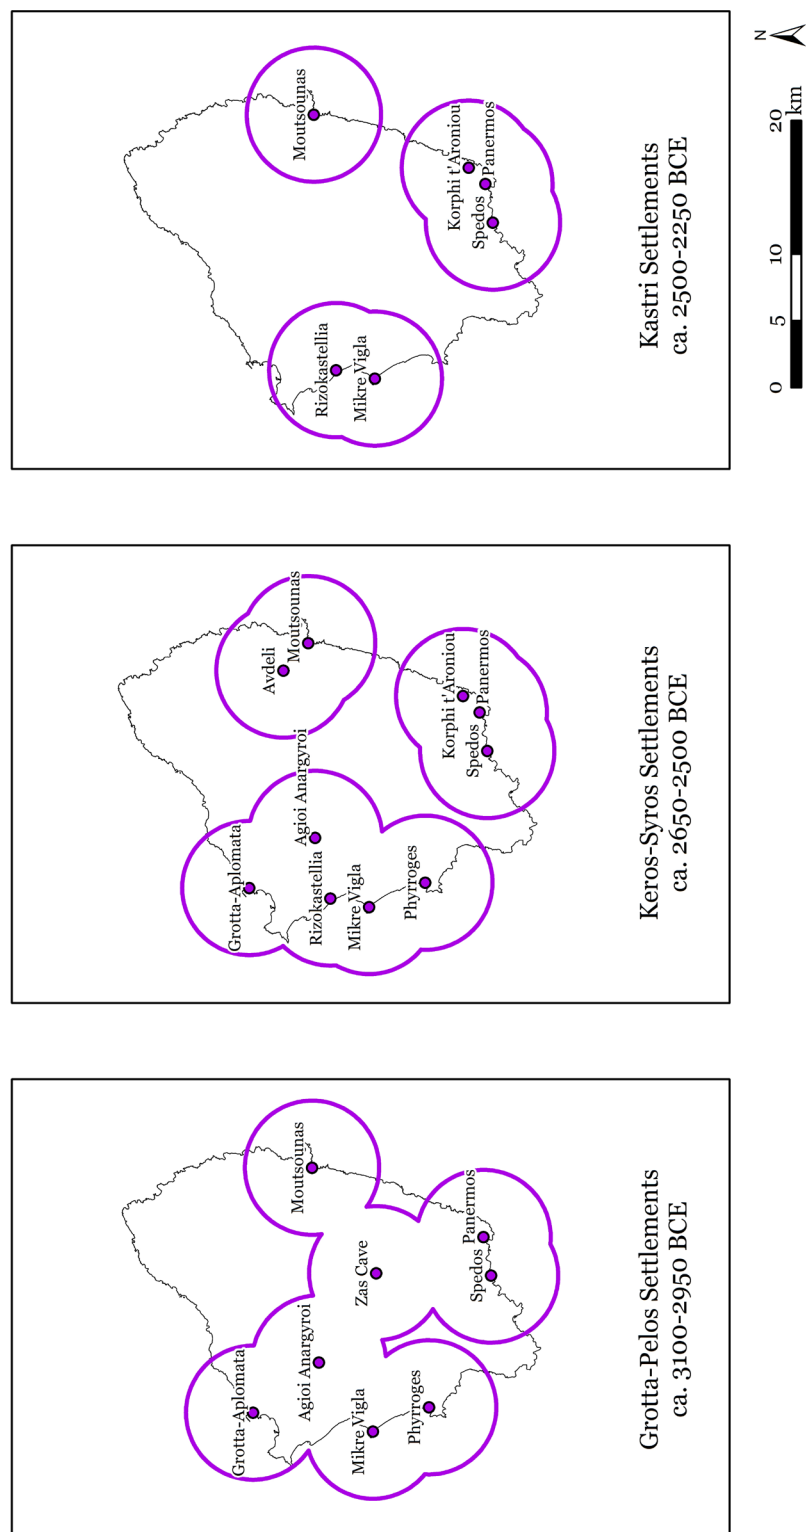 Grotta-Aplomata
Moutsounas
Agioi Anargyroi
Mikre Vigla
Zas Cave
Phyrroges
Panermos
Spedos
Grotta-Pelos Settlements
ca. 3100-2950 BCE
Grotta-Aplomata
Avdeli
Moutsounas
Agioi Anargyroi
Rizokastellia
Mikre Vigla
Phyrroges
Korphi t'Aroniou
Spedos
Panermos
Keros-Syros Settlements
ca. 2650-2500 BCE
Moutsounas
Rizokastellia
Mikre Vigla
Korphi t'Aroniou
Spedos
Panermos
Kastri Settlements
ca. 2500-2250 BCE
N
0 5 10 20
km